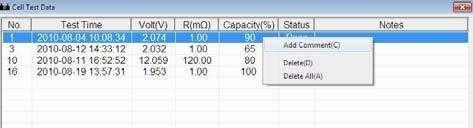 Cell Test Data
No. Test Time Volt(V) R(mΩ) Capacity(%) Status Notes
1 2010-08-04 10:08:34 2.074 1.00 90
Add Comment(C)
3 2010-08-12 14:33:12 2.032 1.00 65
10 2010-08-11 16:52:52 12.059 120.00 80
Delete(D)
16 2010-08-19 13:57:31 1.953 1.00 100
Delete All(A)